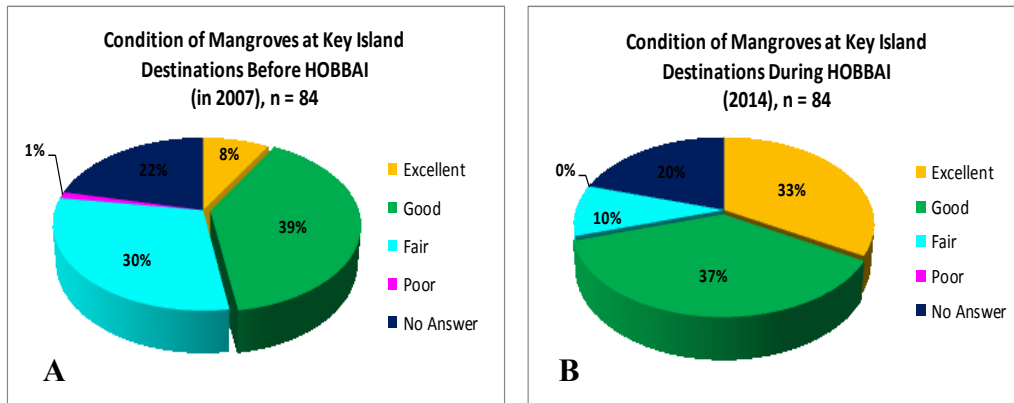 Condition of Mangroves at Key Island
Destinations Before HOBBAI
(in 2007), n = 84
1%
8%
22%
39%
30%
Excellent
Good
Fair
Poor
No Answer
A
Condition of Mangroves at Key Island
Destinations During HOBBAI
(2014), n = 84
0%
20%
33%
10%
37%
Excellent
Good
Fair
Poor
No Answer
B